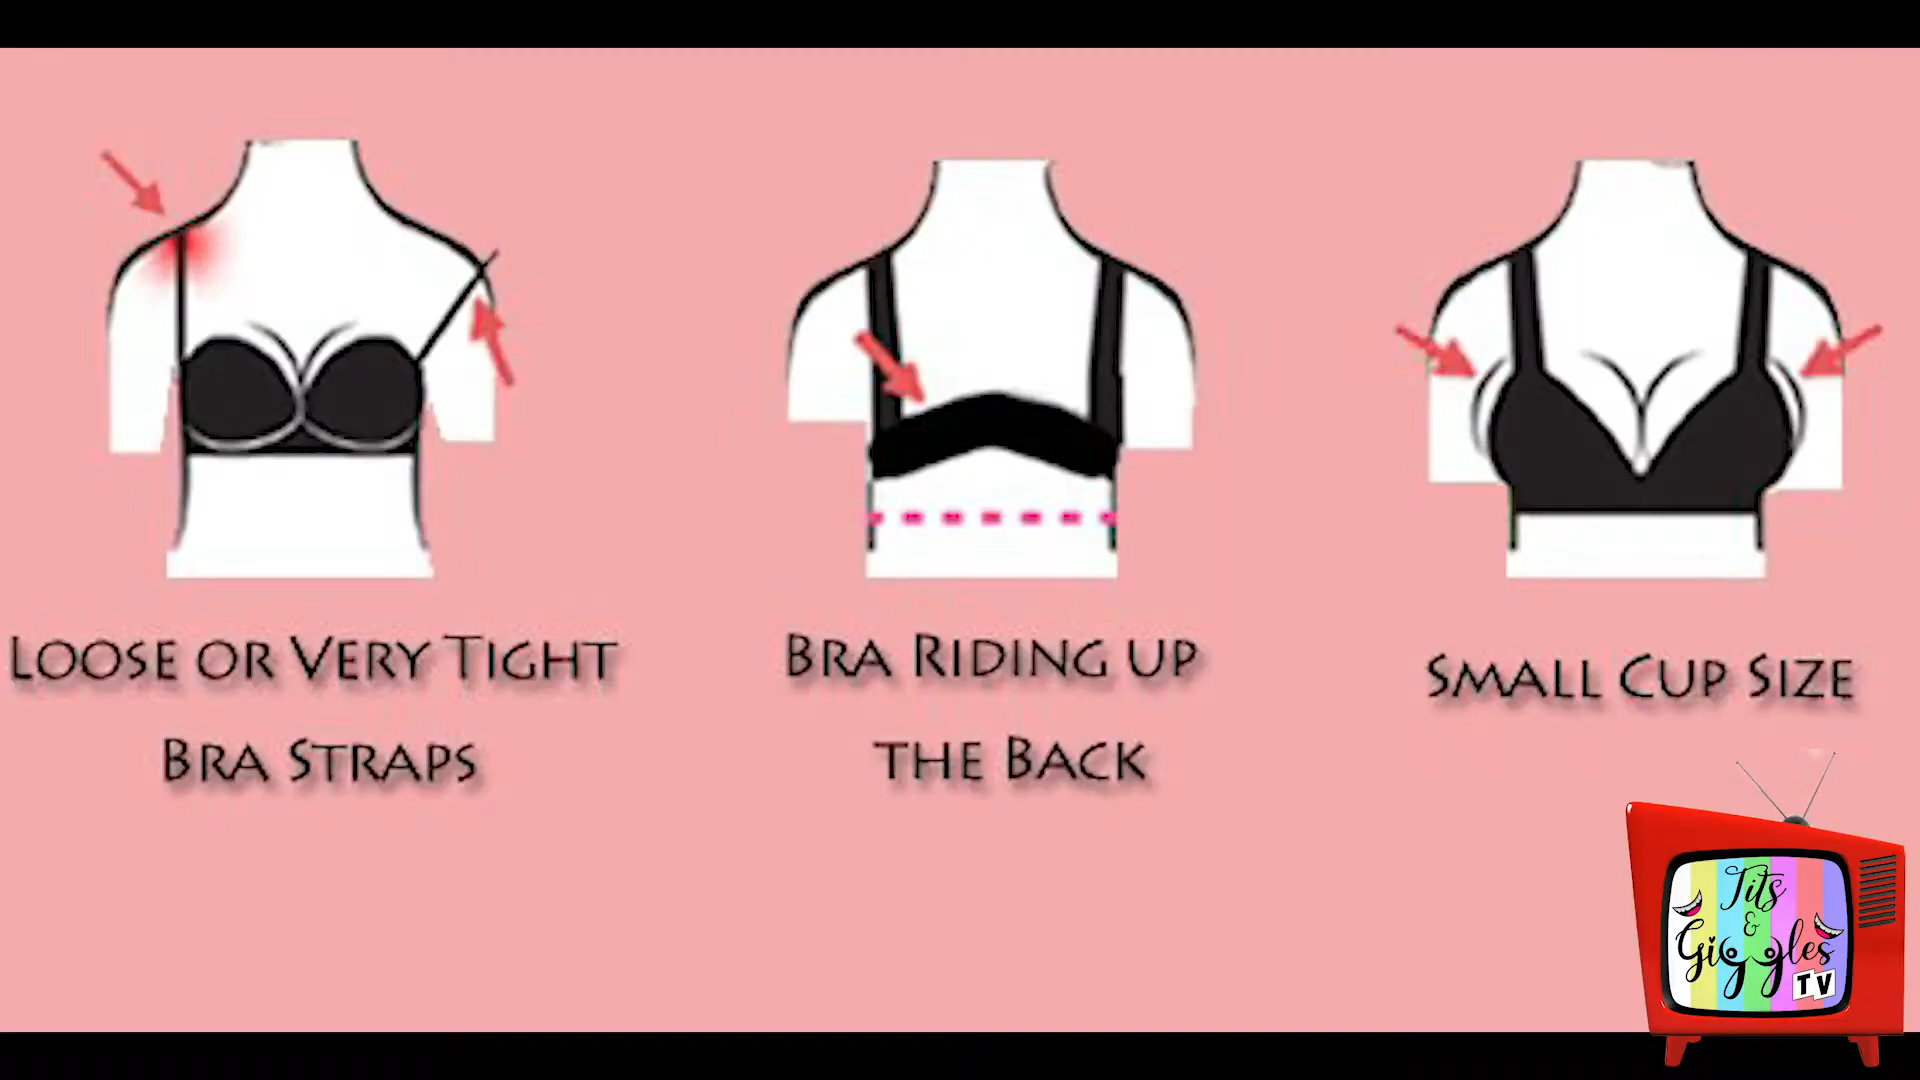 Loose or Very Tight
Bra Straps
Bra Riding up
the Back
Small Cup Size
Tits
&
Giggles
TV